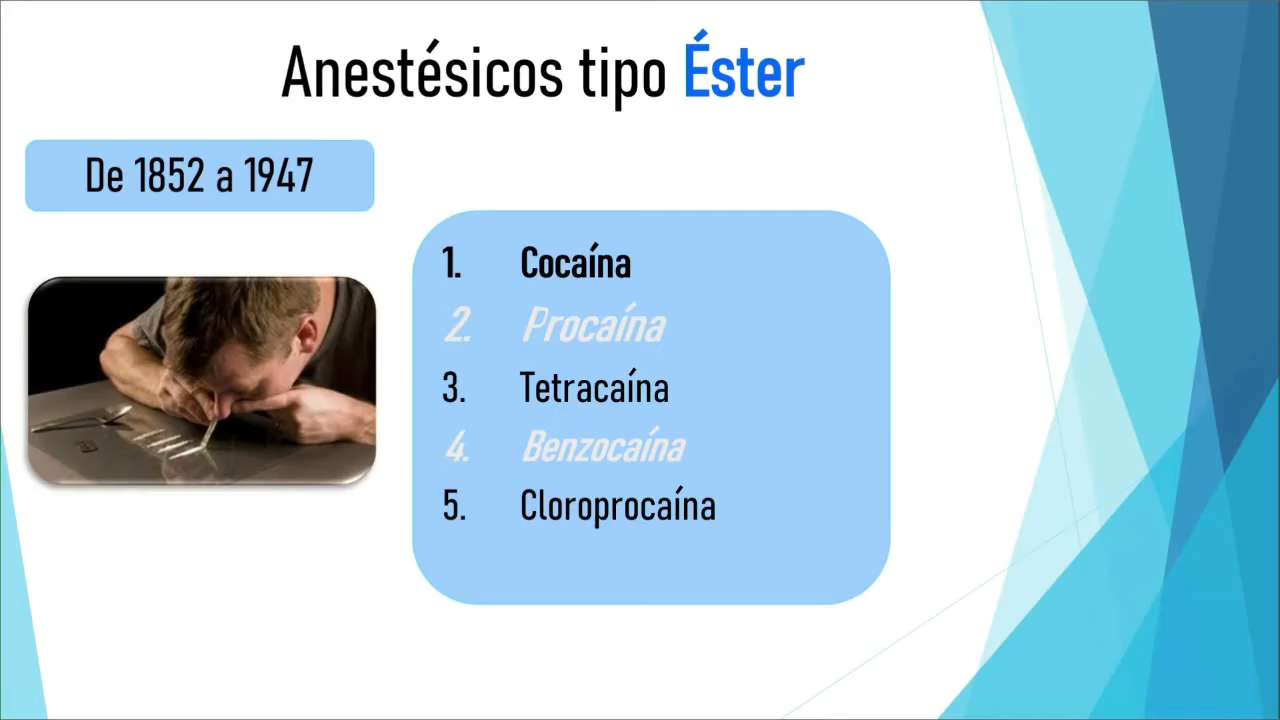 Anestésicos tipo Éster
De 1852 a 1947
1. Cocaína
2. Procaína
3. Tetracaína
4. Benzocaína
5. Cloroprocaína